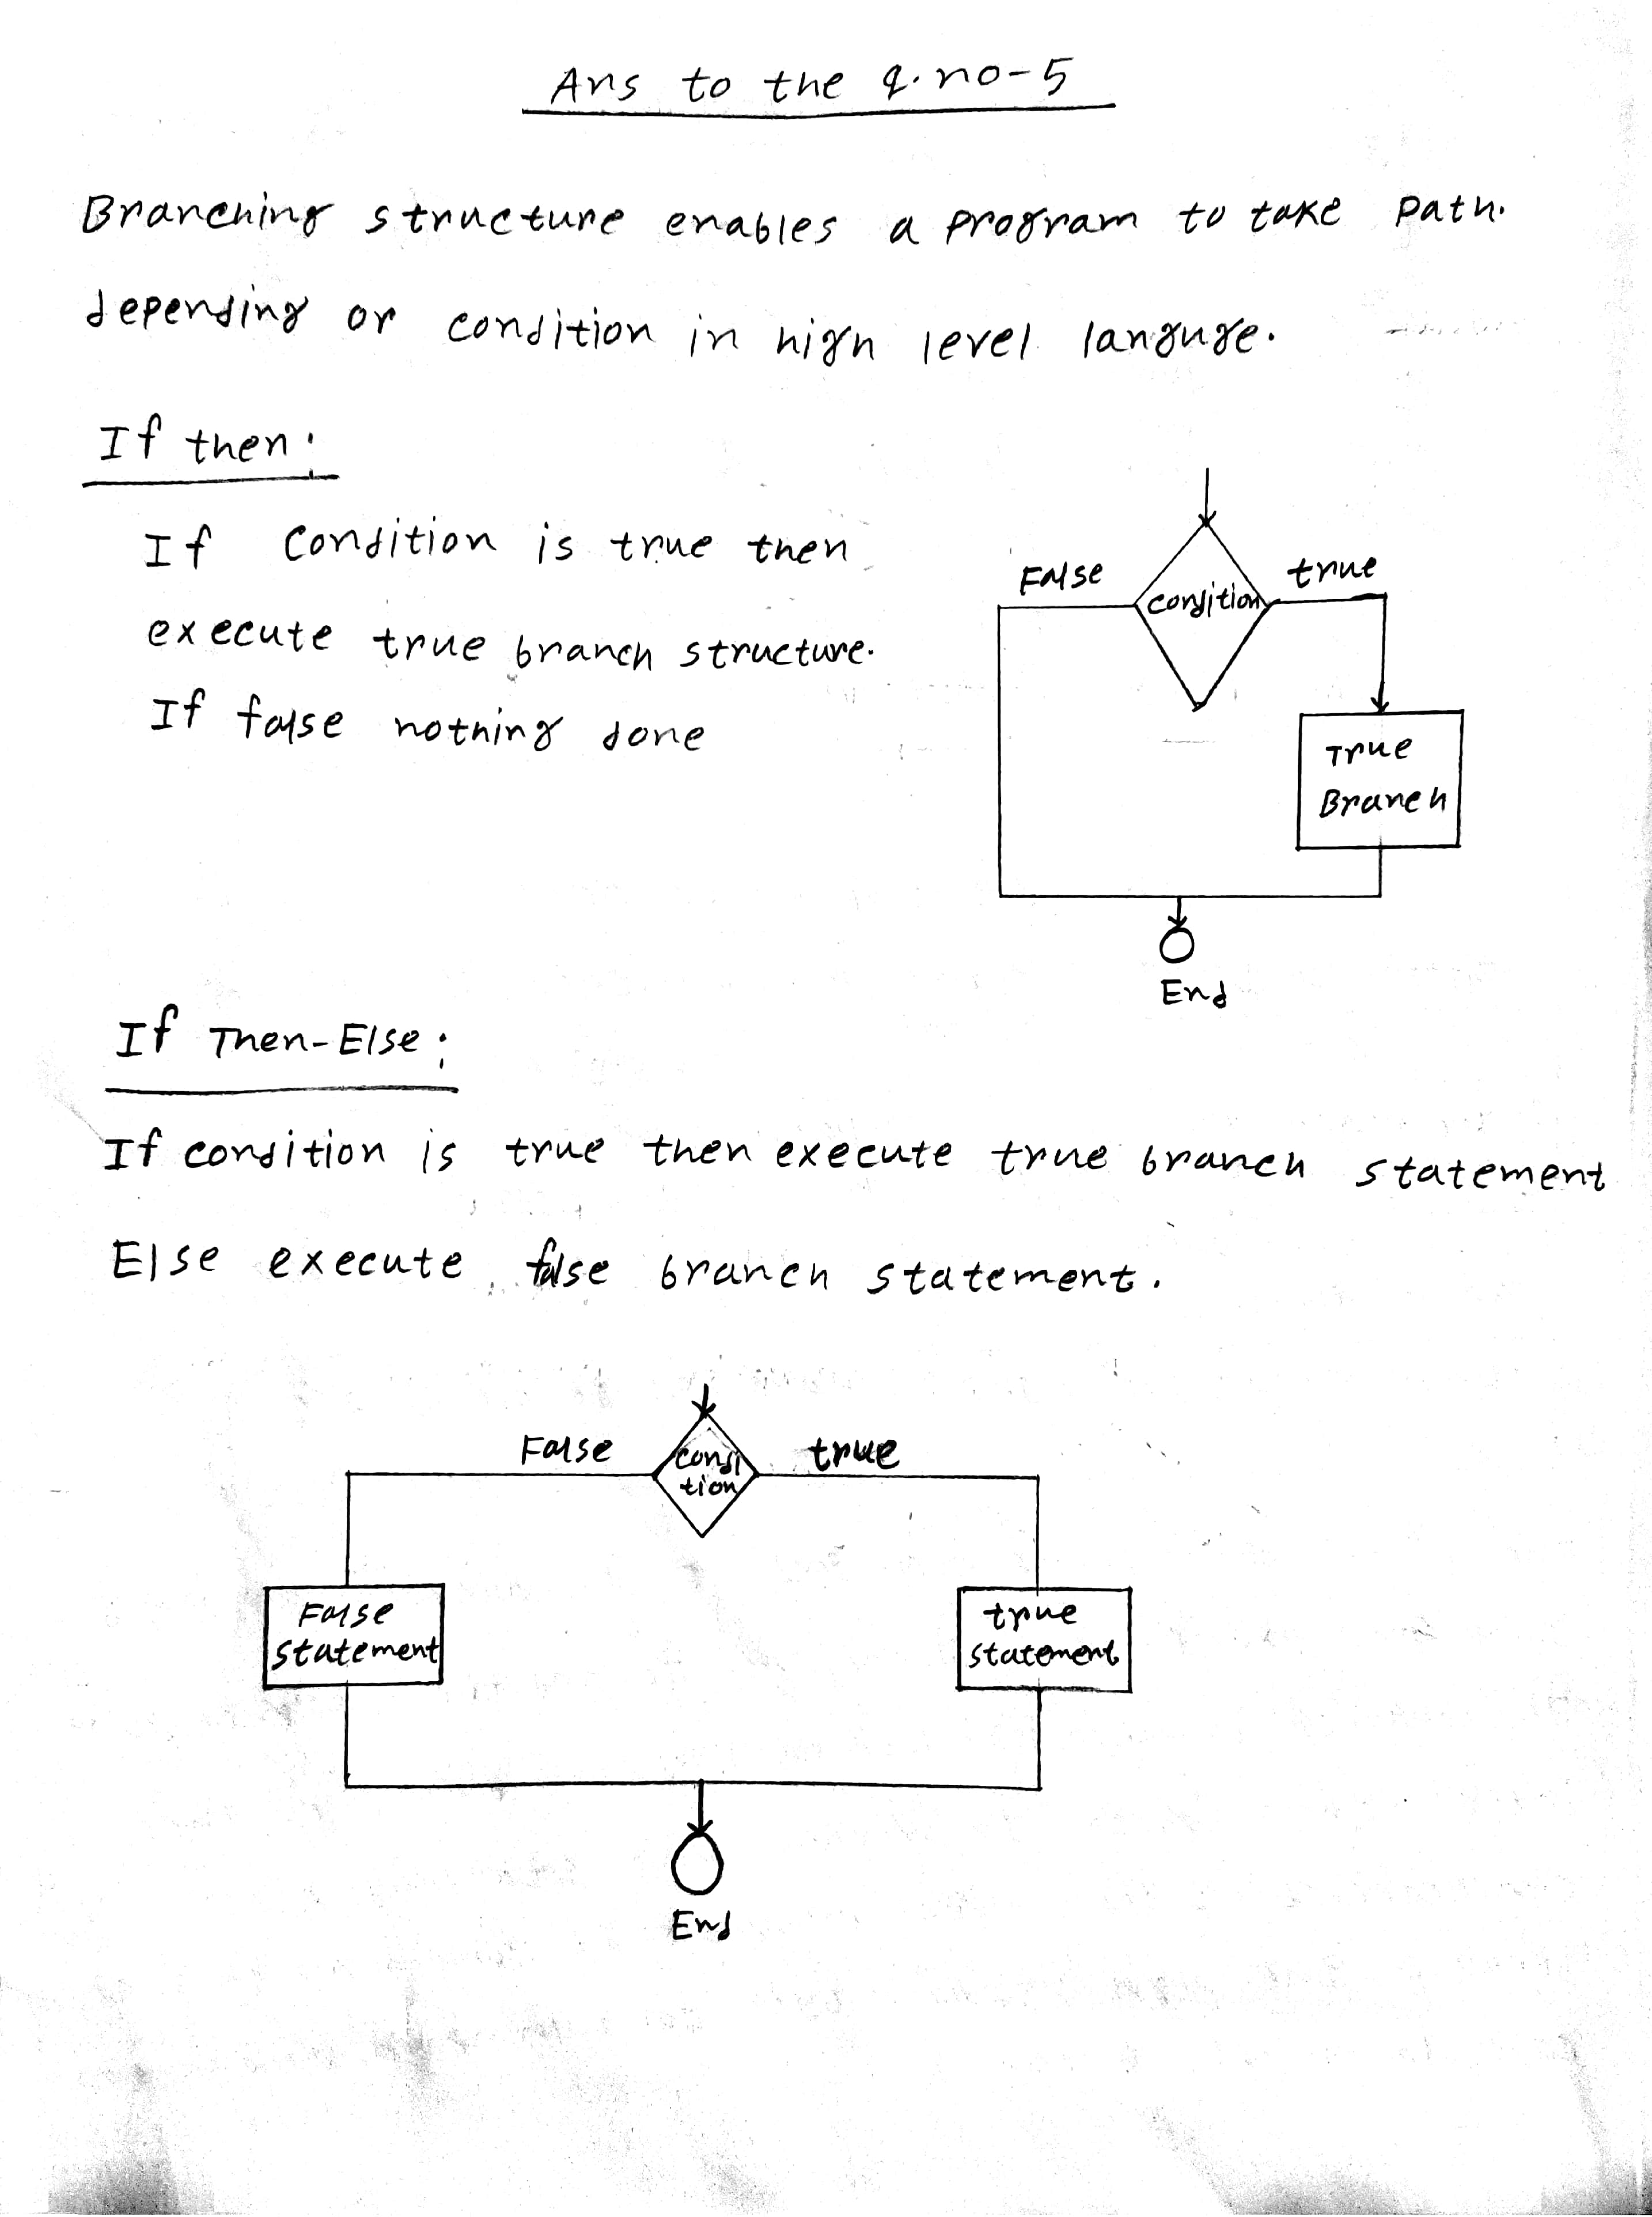 Ans to the q.no-5
Branching structure enables a program to take path.
depending or condition in high level languge.
If then:
If Condition is true then
execute true branch structure.
If false nothing done
False
true
condition
True
Branch
End
If Then-Else:
If condition is true then execute true branch statement
Else execute false branch statement.
False
true
condi
tion
False
statement
true
statement
End